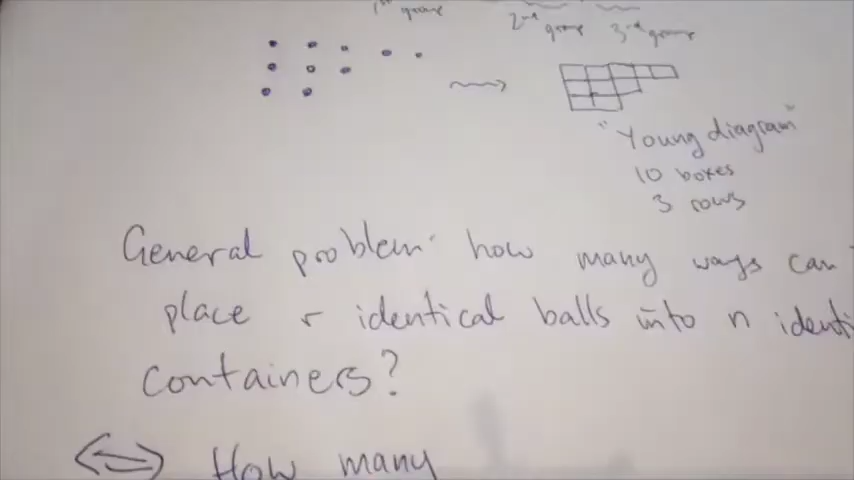 1st group
2nd group 3rd group
"Young diagram"
10 boxes
3 rows
General problem: how many ways can
place r identical balls into n identi
containers?
⟺ How many